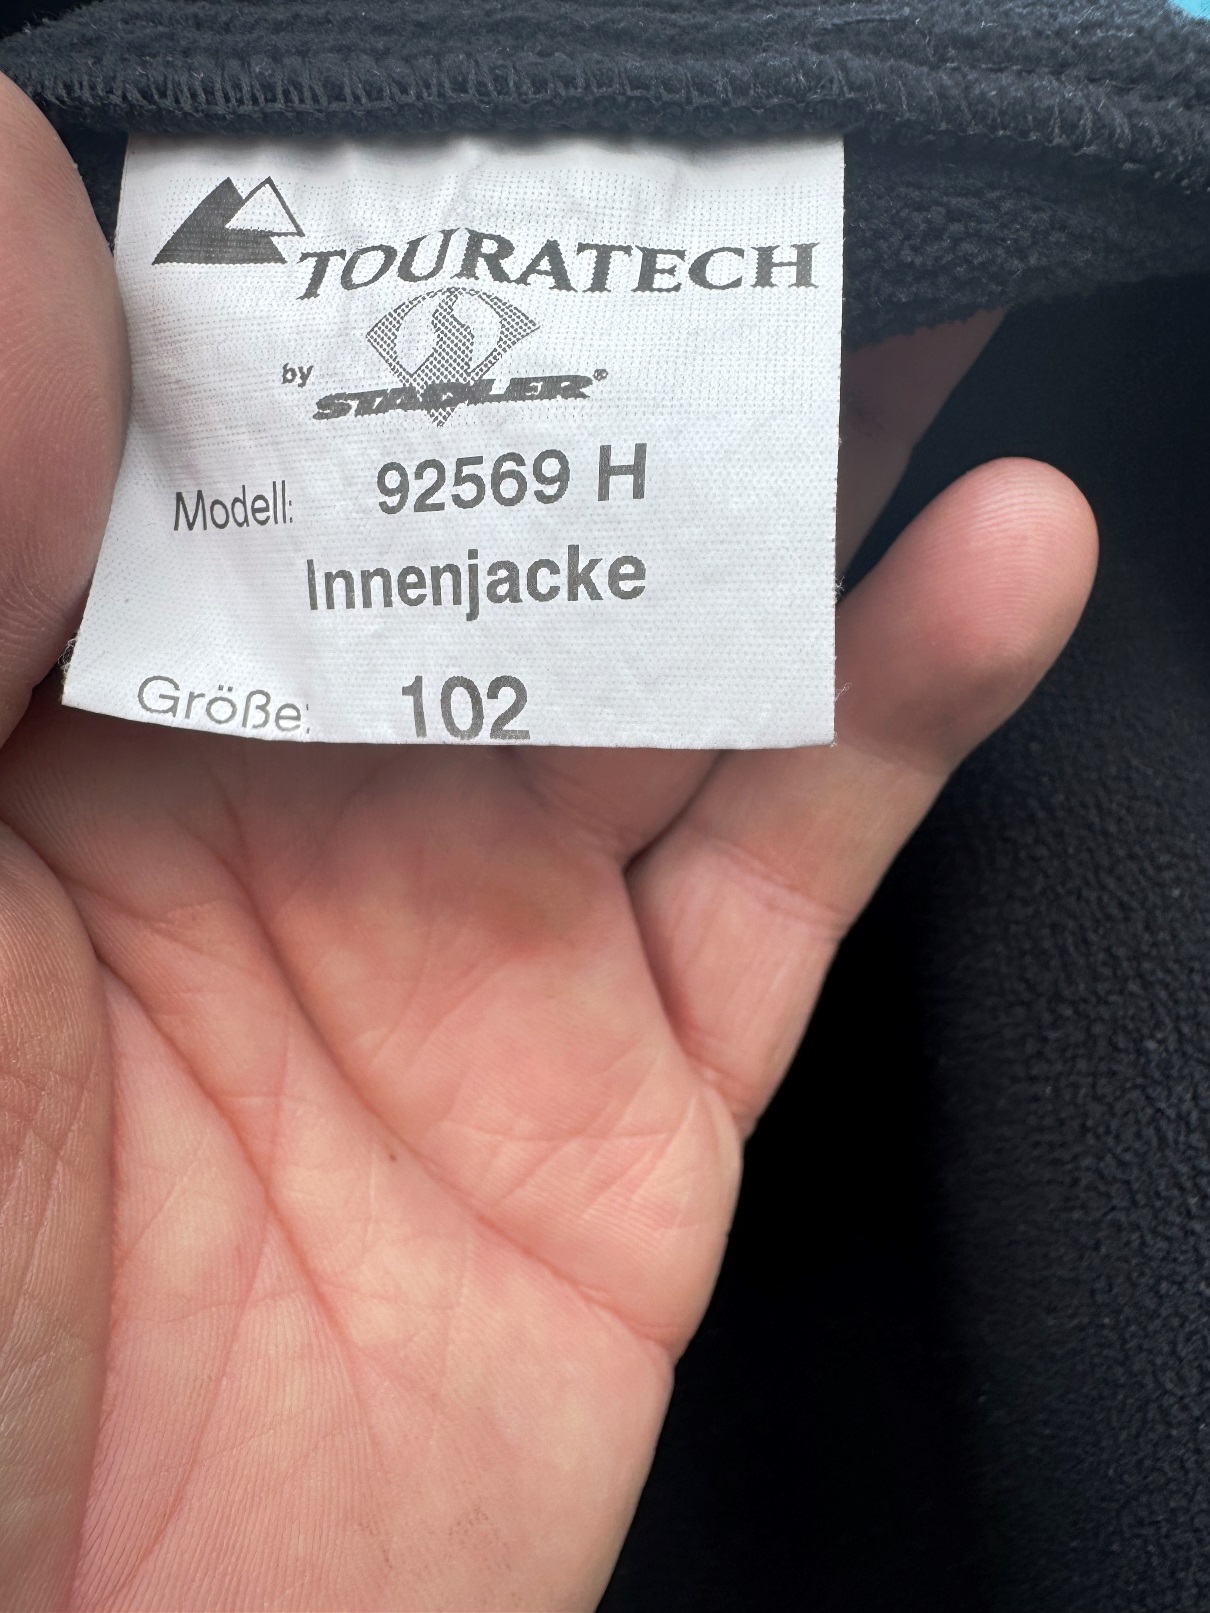 TOURATECH
by STADLER®
Modell: 92569 H
Innenjacke
Größe: 102